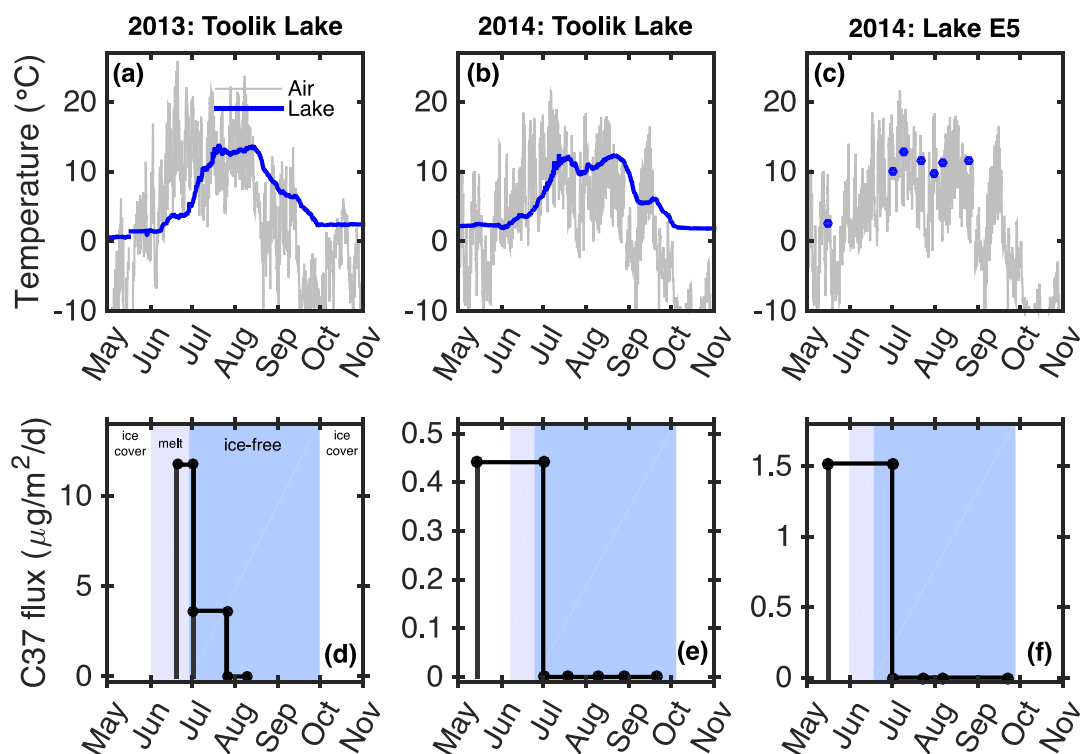 2013: Toolik Lake
2014: Toolik Lake
2014: Lake E5
Temperature (°C)
(a)
Air
Lake
20
10
0
-10
May
Jun
Jul
Aug
Sep
Oct
Nov
(b)
20
10
0
-10
May
Jun
Jul
Aug
Sep
Oct
Nov
(c)
20
10
0
-10
May
Jun
Jul
Aug
Sep
Oct
Nov
C37 flux (μg/m²/d)
ice
cover
melt
ice-free
ice
cover
10
5
0
(d)
May
Jun
Jul
Aug
Sep
Oct
Nov
0.5
0.4
0.3
0.2
0.1
0
(e)
May
Jun
Jul
Aug
Sep
Oct
Nov
1.5
1
0.5
0
(f)
May
Jun
Jul
Aug
Sep
Oct
Nov